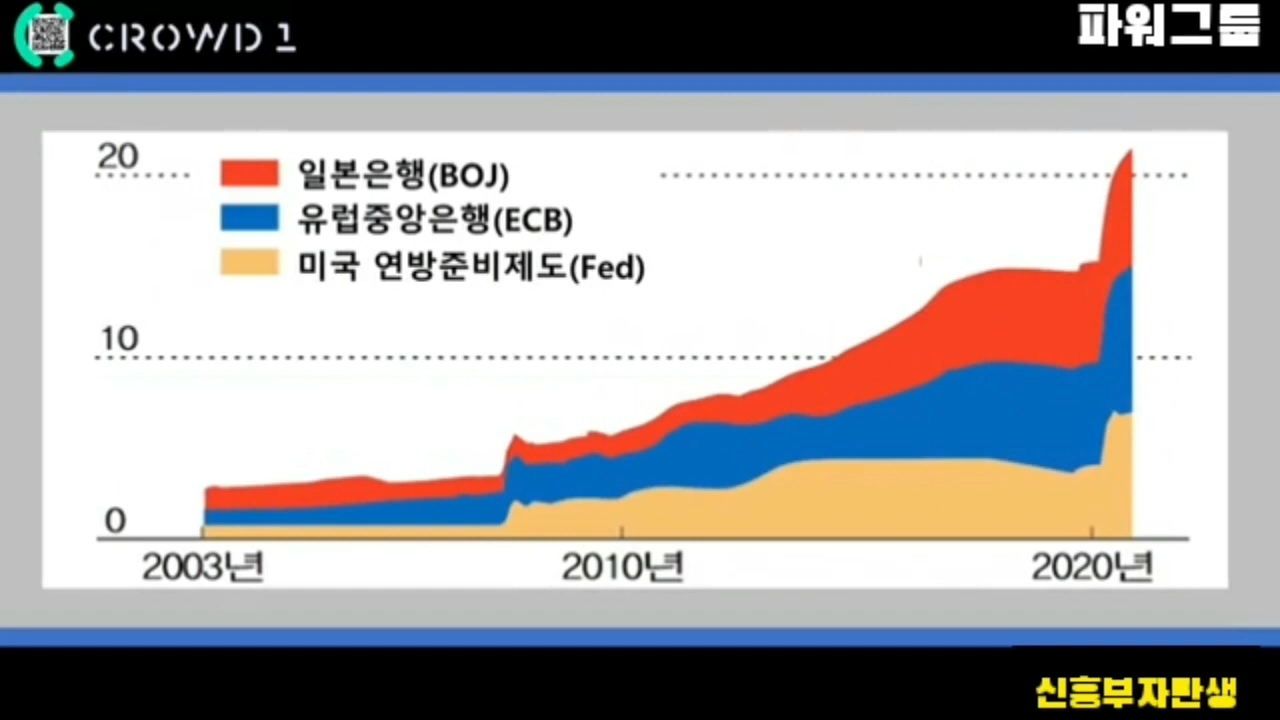 CROWD 1
파워그룹
20
일본은행(BOJ)
유럽중앙은행(ECB)
미국 연방준비제도(Fed)
10
0
2003년
2010년
2020년
신흥부자탄생